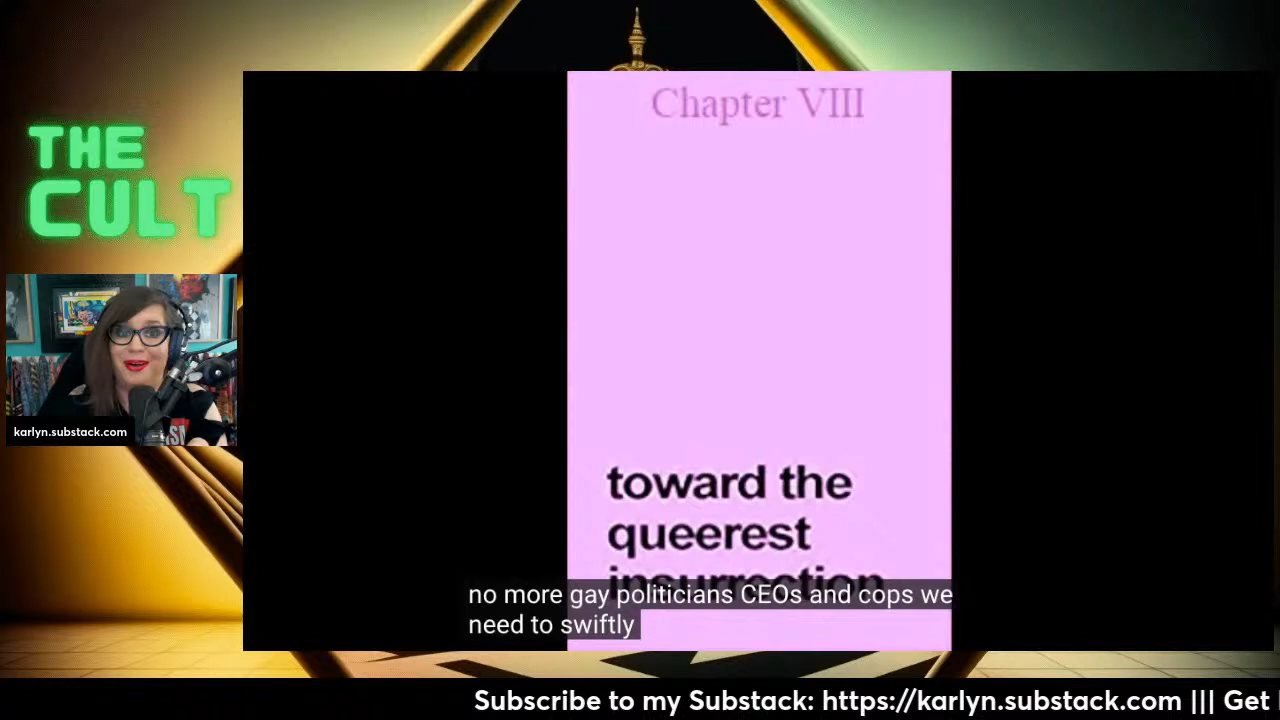 THE
CULT
karlyn.substack.com
Chapter VIII
toward the
queerest
insurrection
no more gay politicians CEOs and cops we
need to swiftly
Subscribe to my Substack: https://karlyn.substack.com ||| Get